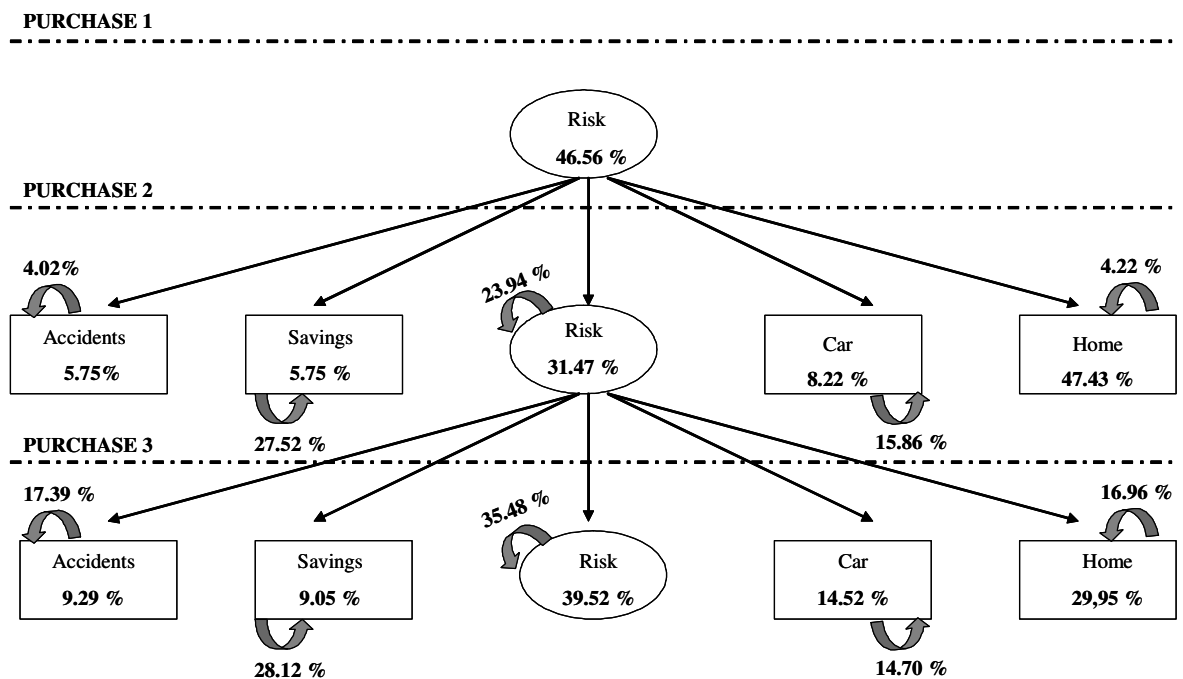 PURCHASE 1
Risk
46.56 %
PURCHASE 2
4.02%
23.94 %
4.22 %
Accidents
5.75%
Savings
5.75 %
Risk
31.47 %
Car
8.22 %
Home
47.43 %
27.52 %
15.86 %
PURCHASE 3
17.39 %
35.48 %
16.96 %
Accidents
9.29 %
Savings
9.05 %
Risk
39.52 %
Car
14.52 %
Home
29,95 %
28.12 %
14.70 %